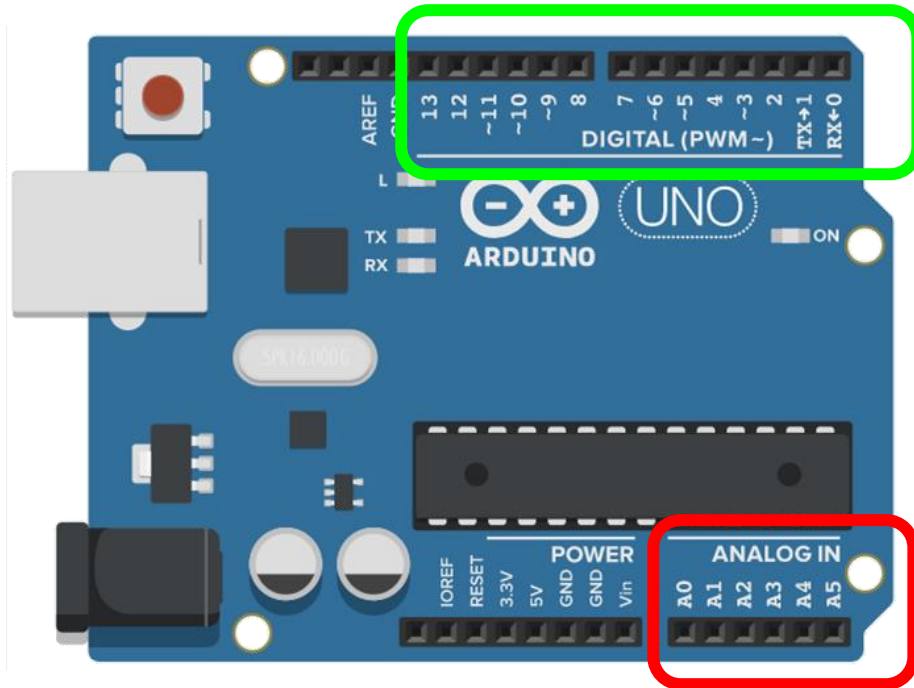 AREF
GND
13
12
~11
~10
~9
8
7
~6
~5
4
~3
2
TX→1
RX←0
DIGITAL (PWM~)
L
TX
RX
ARDUINO
UNO
ON
SPK16.000G
POWER
ANALOG IN
IOREF
RESET
3.3V
5V
GND
GND
Vin
A0
A1
A2
A3
A4
A5